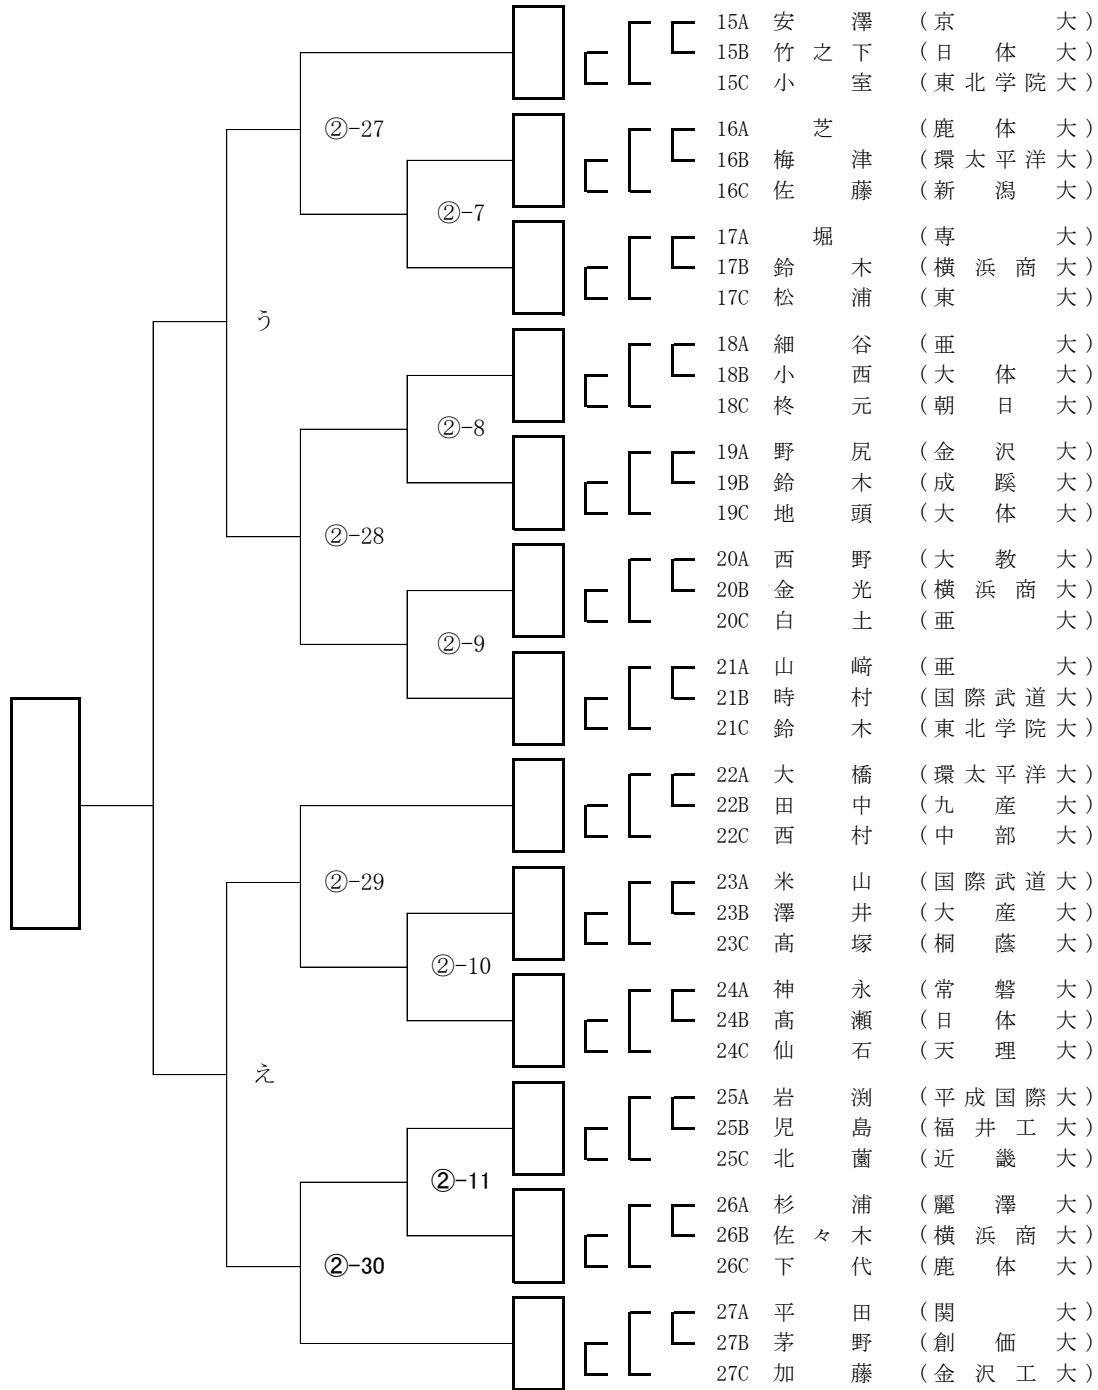 15A 安澤 (京大)
15B 竹之下 (日体大)
15C 小室 (東北学院大)
②-27
16A 芝 (鹿体大)
16B 梅津 (環太平洋大)
16C 佐藤 (新潟大)
②-7
17A 堀 (専大)
17B 鈴木 (横浜商大)
17C 松浦 (東大)
う
18A 細谷 (亜大)
18B 小西 (大体大)
18C 柊元 (朝日大)
②-8
19A 野尻 (金沢大)
19B 鈴木 (成蹊大)
19C 地頭 (大体大)
②-28
20A 西野 (大教大)
20B 金光 (横浜商大)
20C 白土 (亜大)
②-9
21A 山﨑 (亜大)
21B 時村 (国際武道大)
21C 鈴木 (東北学院大)
22A 大橋 (環太平洋大)
22B 田中 (九産大)
22C 西村 (中部大)
②-29
23A 米山 (国際武道大)
23B 澤井 (大産大)
23C 髙塚 (桐蔭大)
②-10
24A 神永 (常磐大)
24B 髙瀬 (日体大)
24C 仙石 (天理大)
え
25A 岩渕 (平成国際大)
25B 児島 (福井工大)
25C 北薗 (近畿大)
②-11
26A 杉浦 (麗澤大)
26B 佐々木 (横浜商大)
26C 下代 (鹿体大)
②-30
27A 平田 (関大)
27B 茅野 (創価大)
27C 加藤 (金沢工大)